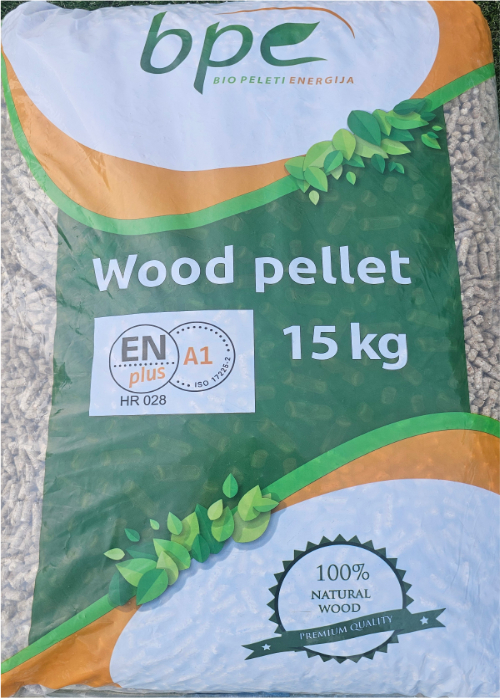 bpe
BIO PELETI ENERGIJA
Wood pellet
EN
plus
A1
ISO 17225-2
HR 028
15 kg
100%
NATURAL
WOOD
PREMIUM QUALITY